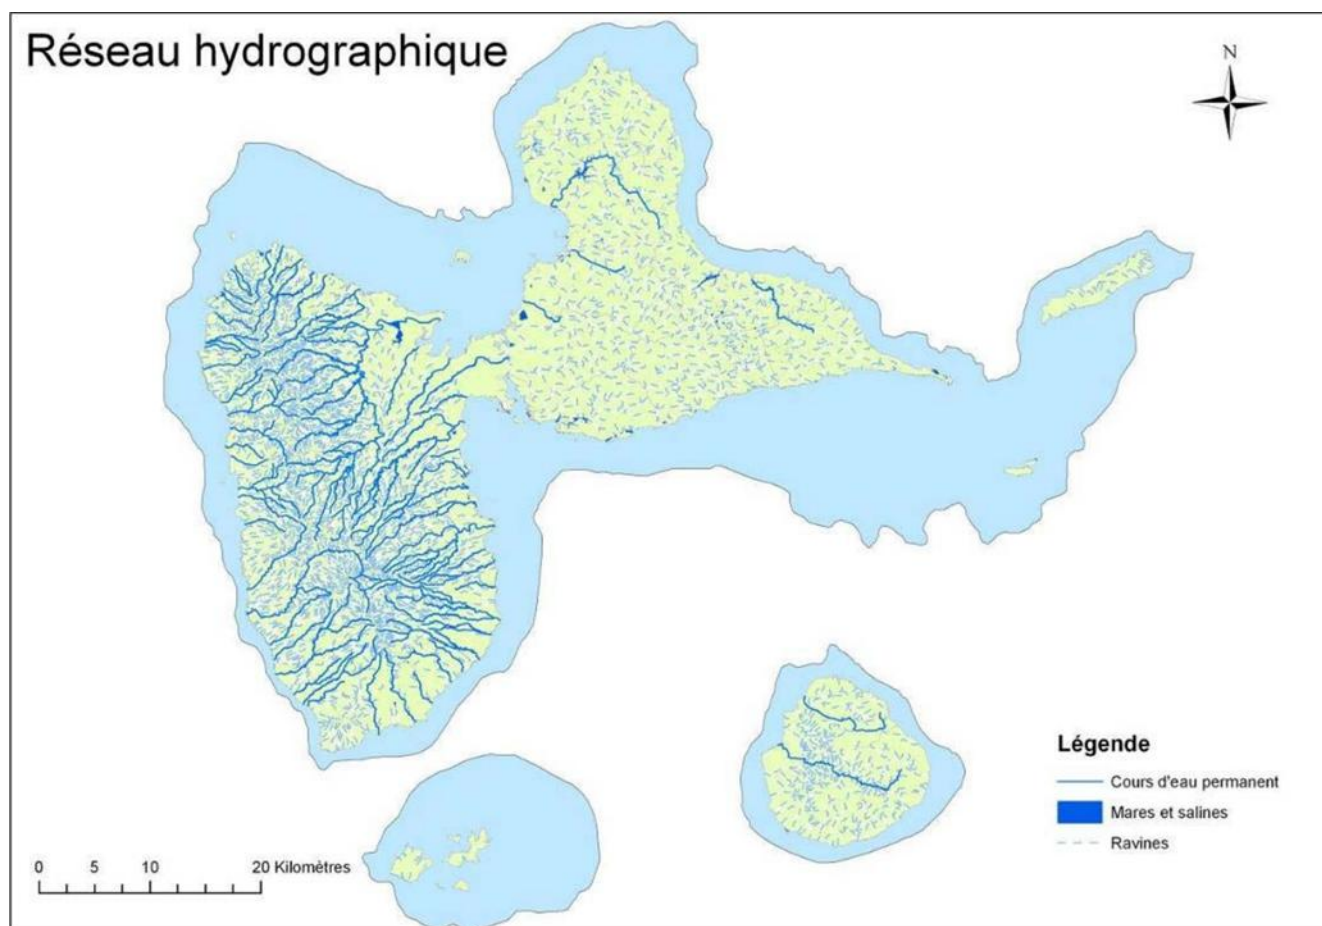 Réseau hydrographique
N
Légende
Cours d'eau permanent
Mares et salines
Ravines
0 5 10 20 Kilomètres